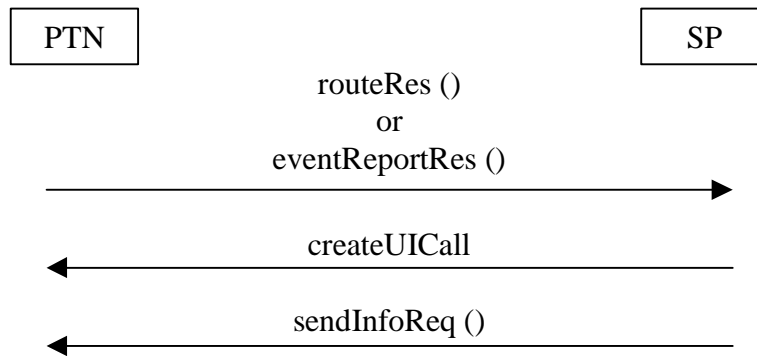 PTN
SP
routeRes ()
or
eventReportRes ()
createUICall
sendInfoReq ()